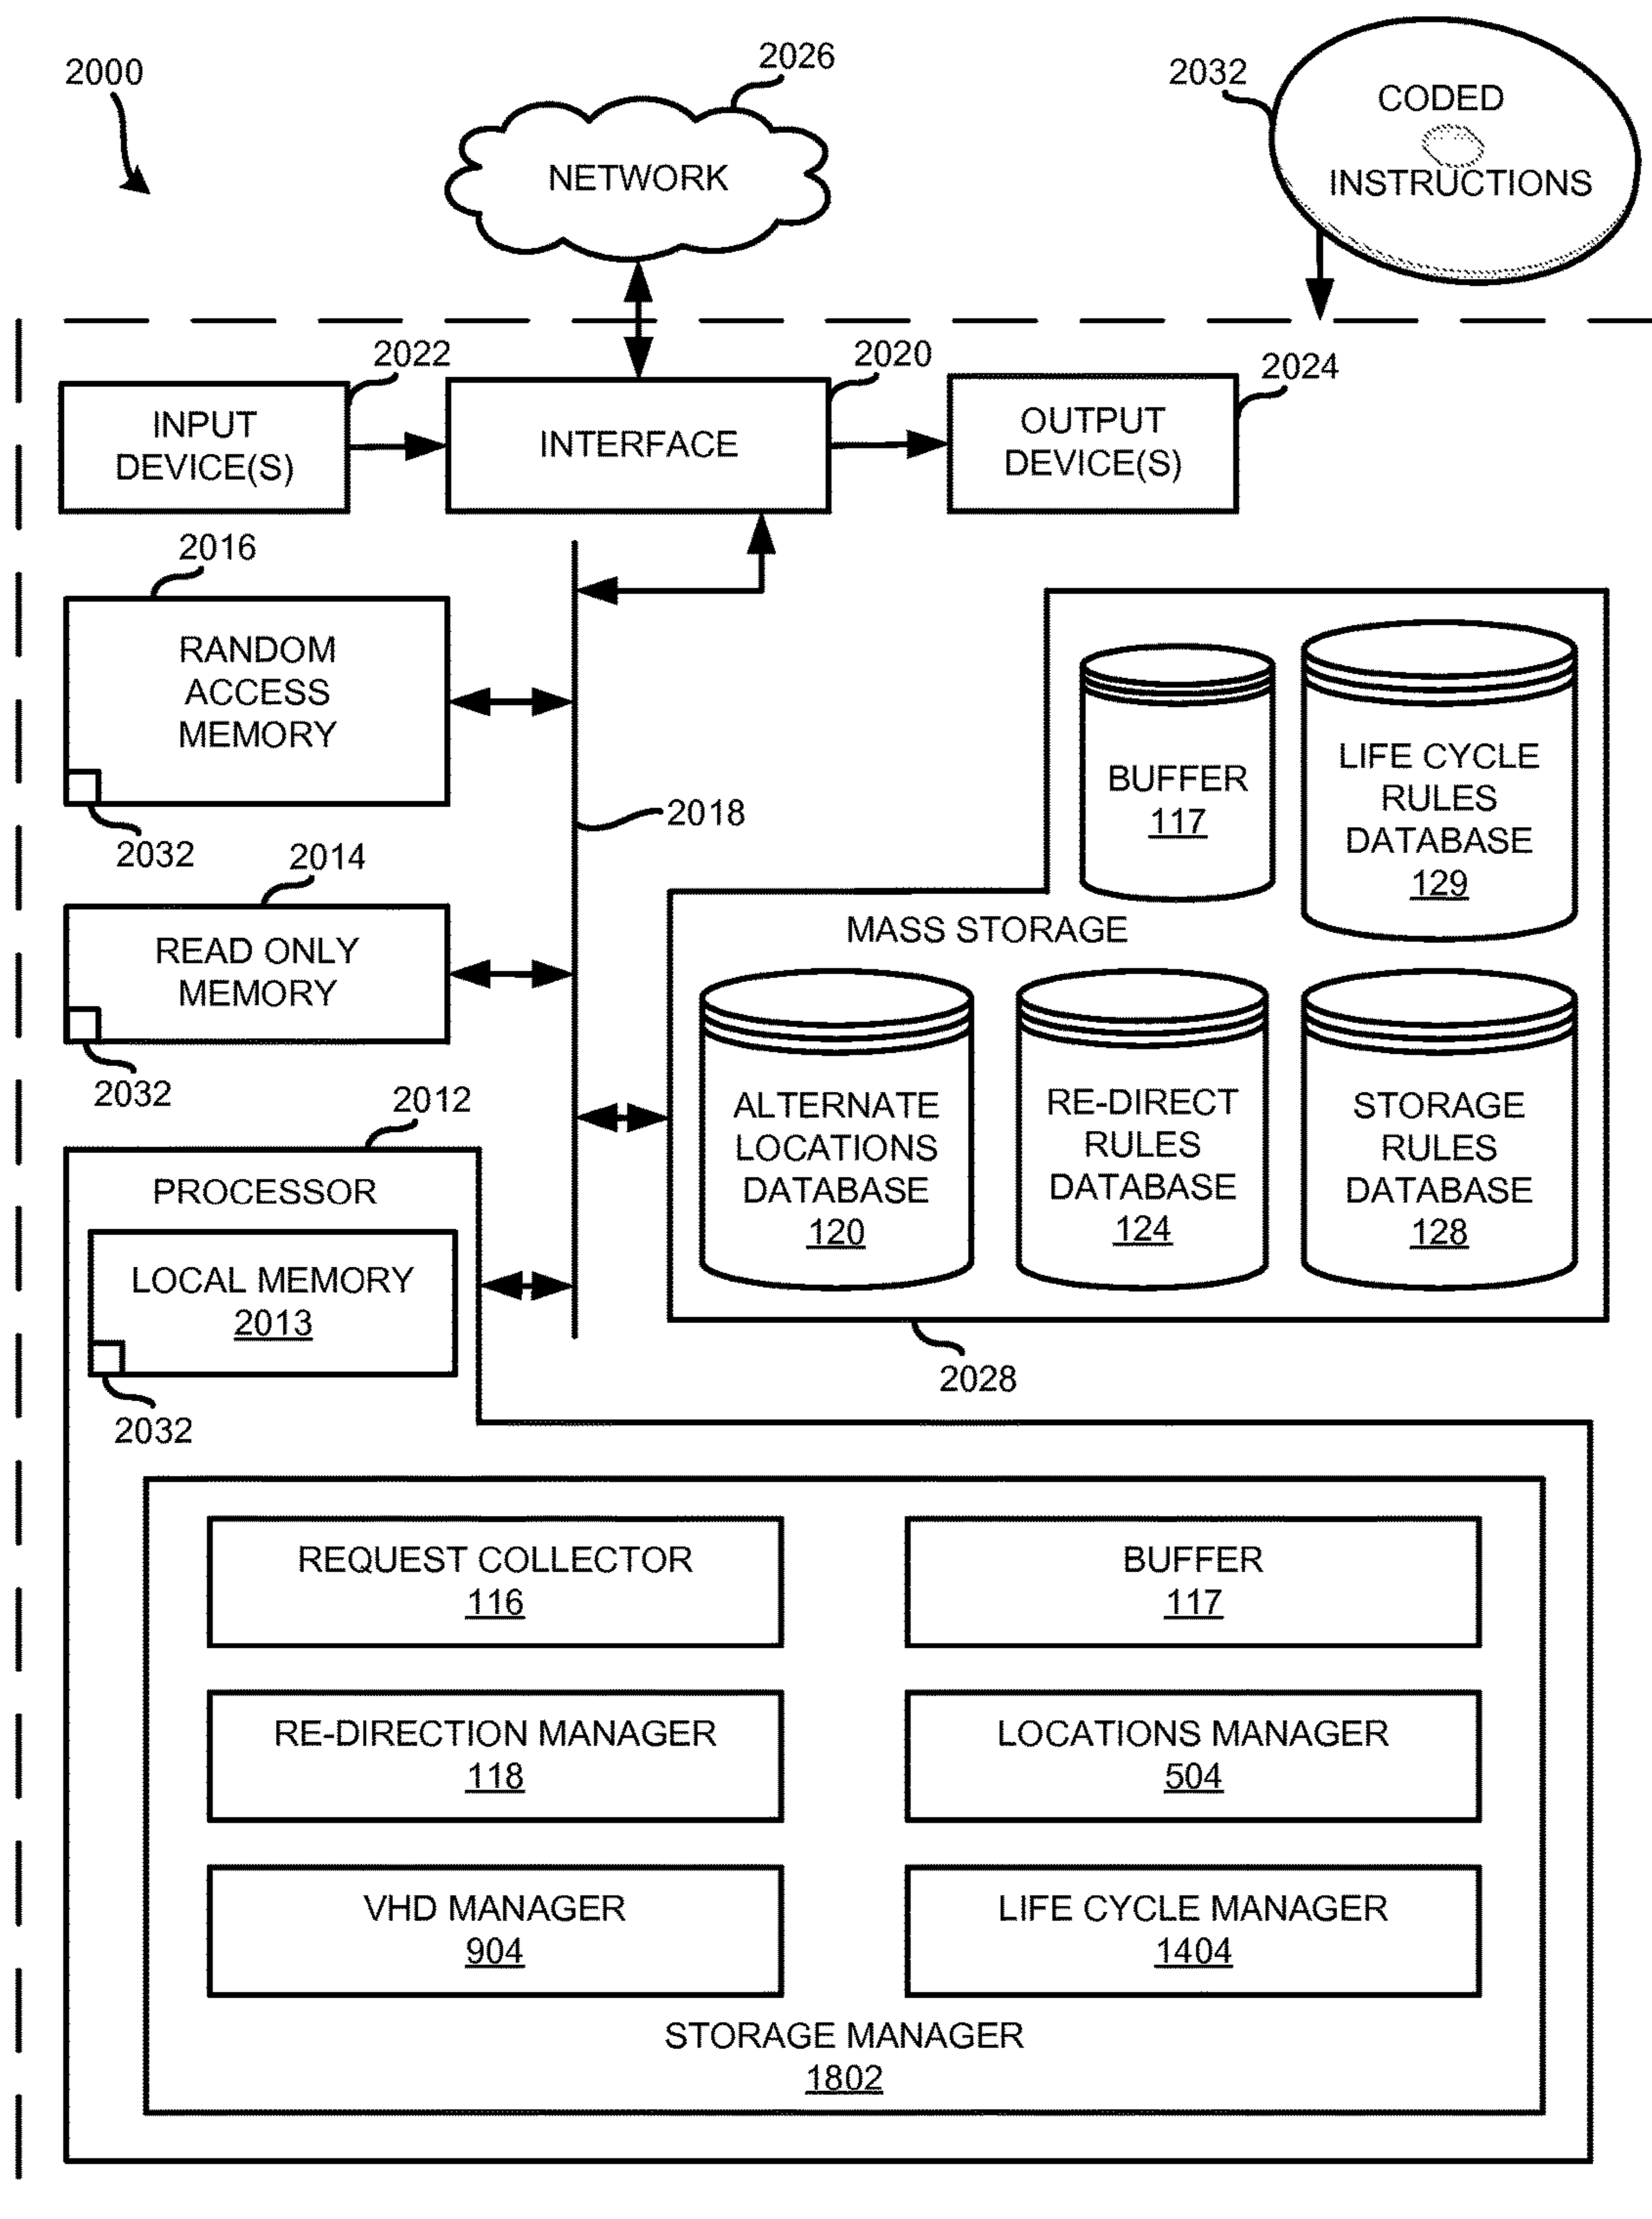 2000
2026
NETWORK
2032
CODED
INSTRUCTIONS
2022
INPUT
DEVICE(S)
2020
INTERFACE
2024
OUTPUT
DEVICE(S)
2016
RANDOM
ACCESS
MEMORY
2032
2018
2014
READ ONLY
MEMORY
2032
BUFFER
117
LIFE CYCLE
RULES
DATABASE
129
MASS STORAGE
ALTERNATE
LOCATIONS
DATABASE
120
RE-DIRECT
RULES
DATABASE
124
STORAGE
RULES
DATABASE
128
2028
2012
PROCESSOR
LOCAL MEMORY
2013
2032
REQUEST COLLECTOR
116
BUFFER
117
RE-DIRECTION MANAGER
118
LOCATIONS MANAGER
504
VHD MANAGER
904
LIFE CYCLE MANAGER
1404
STORAGE MANAGER
1802